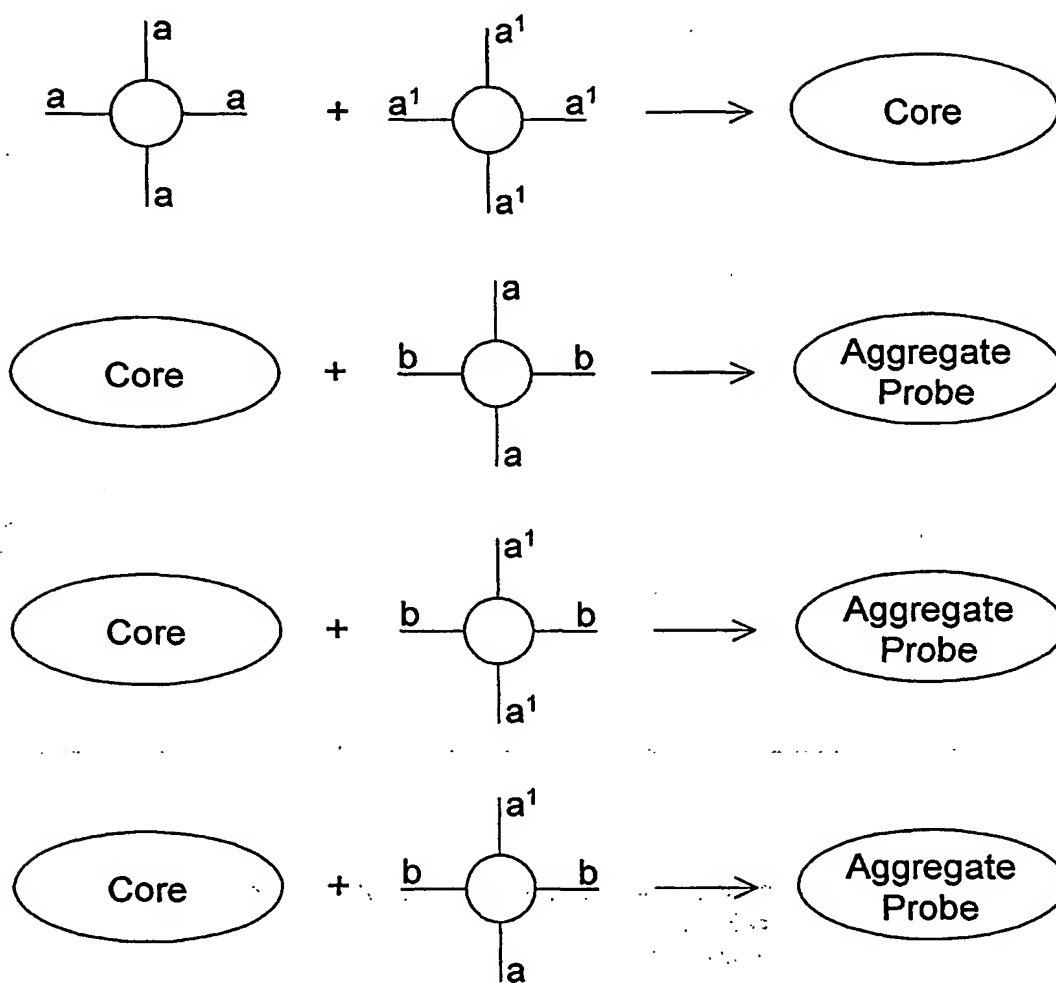 a
a a
a
+
a¹
a¹ a¹
a¹
Core
Core
+
a
b b
a
Aggregate
Probe
Core
+
a¹
b b
a¹
Aggregate
Probe
Core
+
a¹
b b
a
Aggregate
Probe